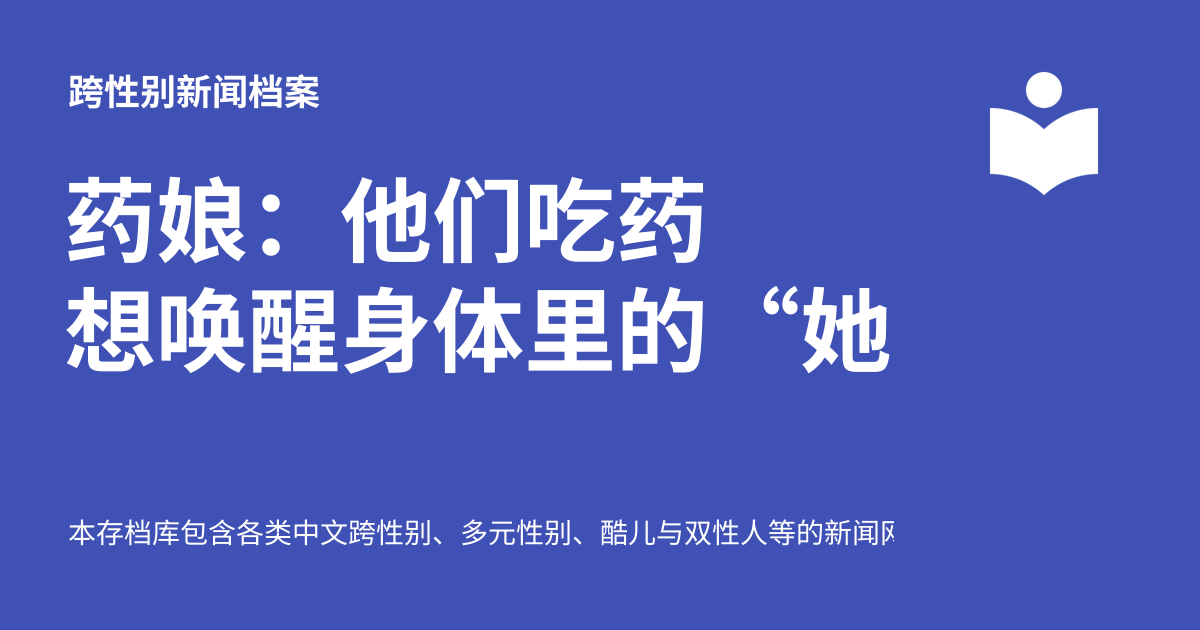 跨性别新闻档案
药娘：他们吃药
想唤醒身体里的“她
本存档库包含各类中文跨性别、多元性别、酷儿与双性人等的新闻网